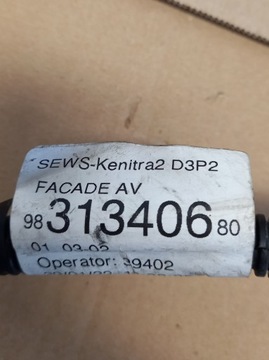 SEWS-Kenitra2 D3P2
FACADE AV
98 313406 80
01 03-02
Operator: 39402